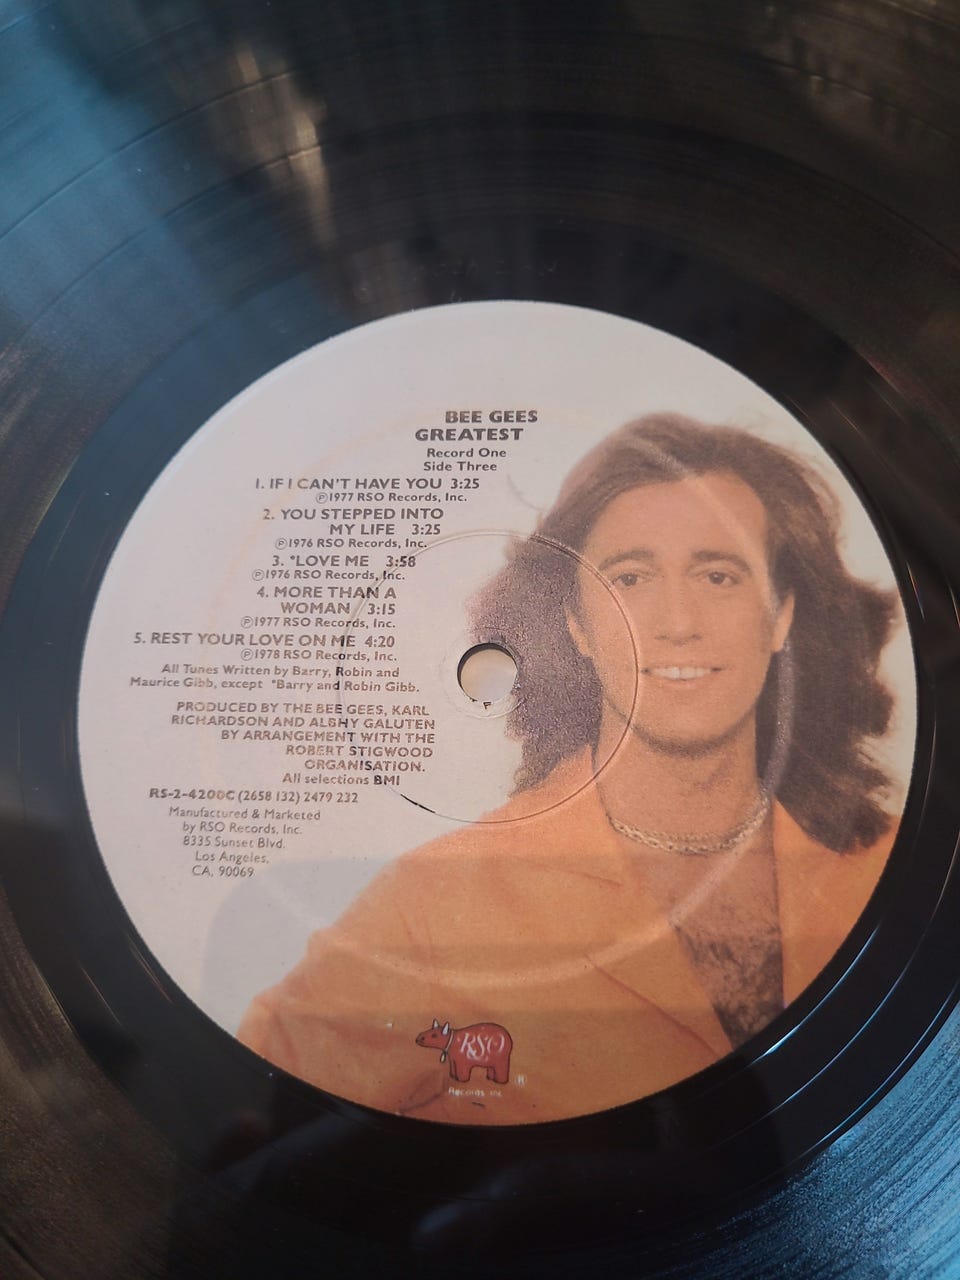 BEE GEES
GREATEST
Record One
Side Three
1. IF I CAN'T HAVE YOU 3:25
Ⓟ1977 RSO Records, Inc.
2. YOU STEPPED INTO
MY LIFE 3:25
Ⓟ1976 RSO Records, Inc.
3. *LOVE ME 3:58
Ⓟ1976 RSO Records, Inc.
4. MORE THAN A
WOMAN 3:15
Ⓟ1977 RSO Records, Inc.
5. REST YOUR LOVE ON ME 4:20
Ⓟ1978 RSO Records, Inc.
All Tunes Written by Barry, Robin and
Maurice Gibb, except *Barry and Robin Gibb.
PRODUCED BY THE BEE GEES, KARL
RICHARDSON AND ALBHY GALUTEN
BY ARRANGEMENT WITH THE
ROBERT STIGWOOD
ORGANISATION.
All selections BMI
RS-2-4200C (2658 132) 2479 232
Manufactured & Marketed
by RSO Records, Inc.
8335 Sunset Blvd.
Los Angeles,
CA, 90069
F
RSO
®
Records Inc